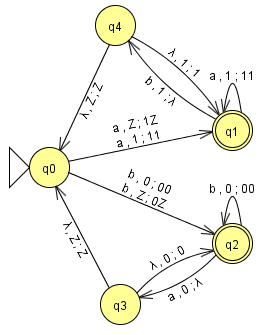 q4
λ, 1 ; 1
a , 1 ; 11
b, 1 ; λ
λ, Z ; Z
q1
a , Z ; 1Z
a , 1 ; 11
q0
b , 0 ; 00
b , Z ; 0Z
b , 0 ; 00
q2
λ, 0 ; 0
λ, Z ; Z
a , 0 ; λ
q3